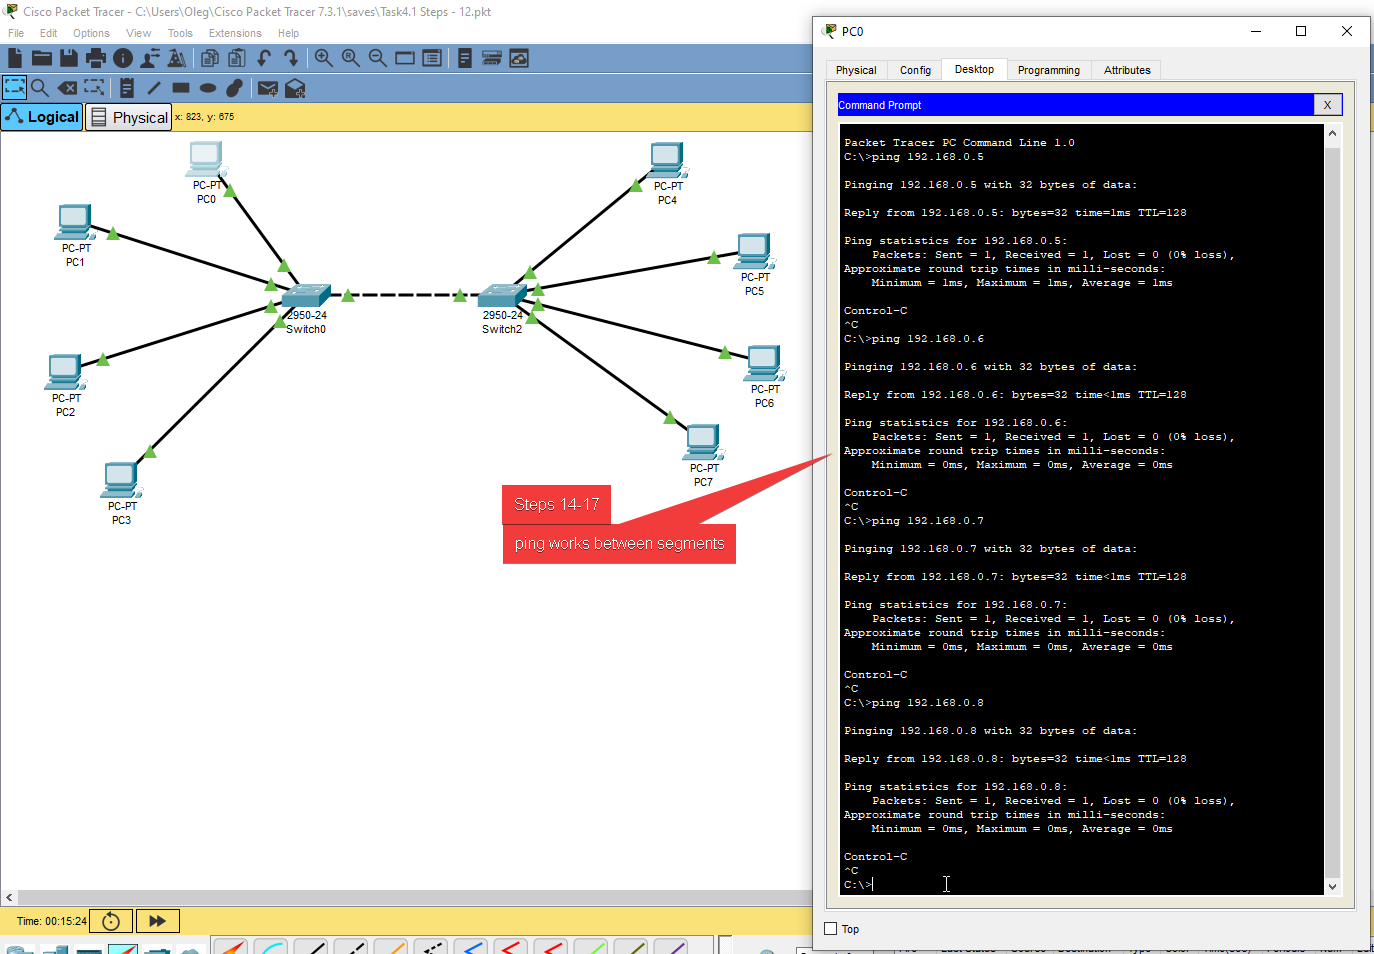 Cisco Packet Tracer - C:\Users\Oleg\Cisco Packet Tracer 7.3.1\saves\Task4.1 Steps - 12.pkt
File Edit Options View Tools Extensions Help
Logical Physical x: 823, y: 675
PC-PT
PC0
PC-PT
PC1
PC-PT
PC2
PC-PT
PC3
2950-24
Switch0
2950-24
Switch2
PC-PT
PC4
PC-PT
PC5
PC-PT
PC6
PC-PT
PC7
Steps 14-17
ping works between segments
Time: 00:15:24
PC0
Physical Config Desktop Programming Attributes
Command Prompt X
Packet Tracer PC Command Line 1.0
C:\>ping 192.168.0.5
Pinging 192.168.0.5 with 32 bytes of data:
Reply from 192.168.0.5: bytes=32 time=1ms TTL=128
Ping statistics for 192.168.0.5:
Packets: Sent = 1, Received = 1, Lost = 0 (0% loss),
Approximate round trip times in milli-seconds:
Minimum = 1ms, Maximum = 1ms, Average = 1ms
Control-C
^C
C:\>ping 192.168.0.6
Pinging 192.168.0.6 with 32 bytes of data:
Reply from 192.168.0.6: bytes=32 time<1ms TTL=128
Ping statistics for 192.168.0.6:
Packets: Sent = 1, Received = 1, Lost = 0 (0% loss),
Approximate round trip times in milli-seconds:
Minimum = 0ms, Maximum = 0ms, Average = 0ms
Control-C
^C
C:\>ping 192.168.0.7
Pinging 192.168.0.7 with 32 bytes of data:
Reply from 192.168.0.7: bytes=32 time<1ms TTL=128
Ping statistics for 192.168.0.7:
Packets: Sent = 1, Received = 1, Lost = 0 (0% loss),
Approximate round trip times in milli-seconds:
Minimum = 0ms, Maximum = 0ms, Average = 0ms
Control-C
^C
C:\>ping 192.168.0.8
Pinging 192.168.0.8 with 32 bytes of data:
Reply from 192.168.0.8: bytes=32 time<1ms TTL=128
Ping statistics for 192.168.0.8:
Packets: Sent = 1, Received = 1, Lost = 0 (0% loss),
Approximate round trip times in milli-seconds:
Minimum = 0ms, Maximum = 0ms, Average = 0ms
Control-C
^C
C:\>
Top